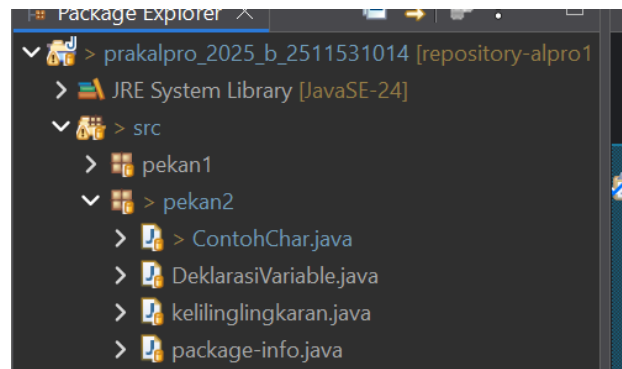 Package Explorer
> prakalpro_2025_b_2511531014 [repository-alpro1
JRE System Library [JavaSE-24]
> src
pekan1
> pekan2
> ContohChar.java
DeklarasiVariable.java
kelilinglingkaran.java
package-info.java